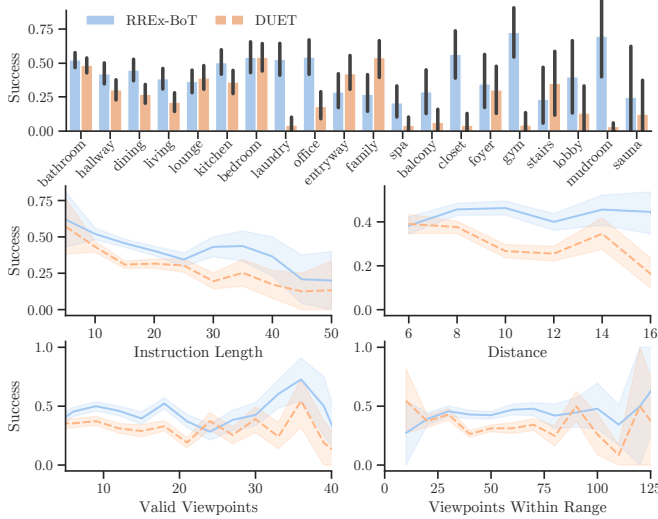 RREx-BoT DUET
Success
0.75
0.50
0.25
0.00
bathroom hallway dining living lounge kitchen bedroom laundry office entryway family spa balcony closet foyer gym stairs lobby mudroom sauna
Success
0.75
0.50
0.25
0.00
10 20 30 40 50
Instruction Length
0.4
0.2
0.0
6 8 10 12 14 16
Distance
Success
1.0
0.5
0.0
10 20 30 40
Valid Viewpoints
1.0
0.5
0.0
0 25 50 75 100 125
Viewpoints Within Range